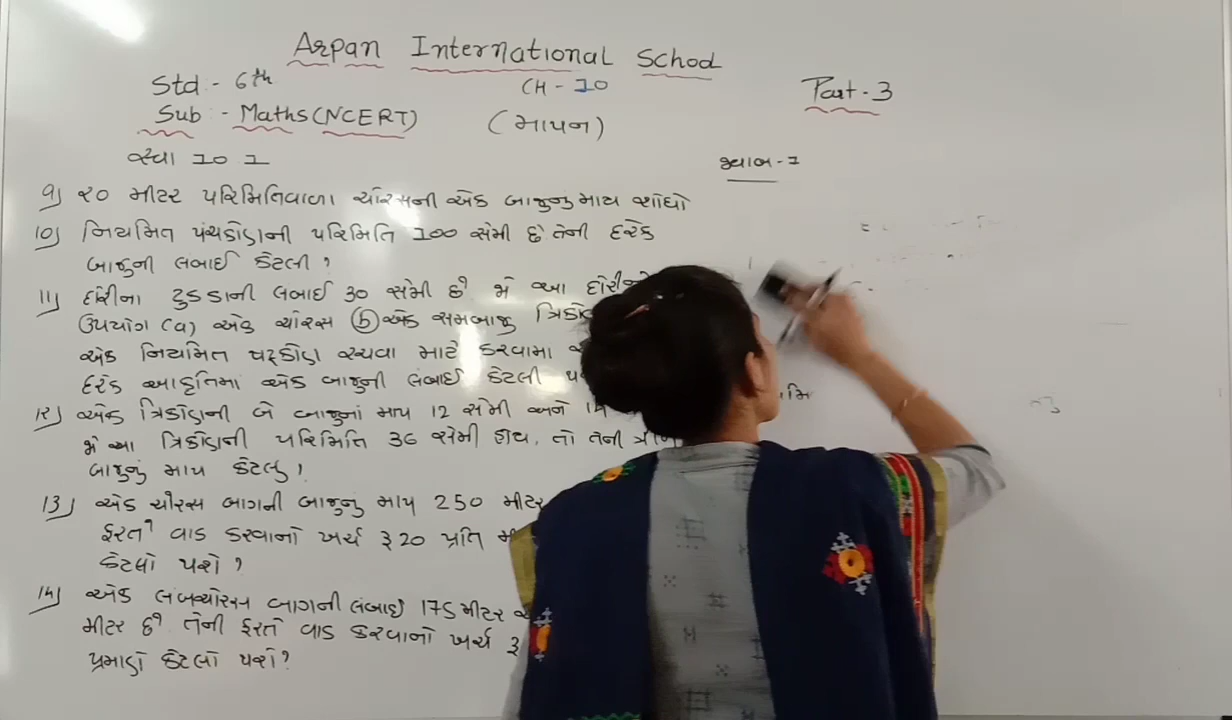 Arpan International School
Std - 6th CH - 10 Part - 3
Sub :- Maths (NCERT) (માપન)
સ્વા 10 1 જવાબ - 1
9) ૨૦ મીટર પરિમિતિવાળા ચોરસની એક બાજુનું માપ શોધો
10) નિયમિત પંચકોણની પરિમિતિ 100 સેમી છે તેની દરેક
બાજુની લંબાઈ કેટલી ?
11) દોરીના ટુકડાની લંબાઈ 30 સેમી છે જો આ
ઉપયોગ (a) એક ચોરસ (b) એક સમબાજુ
એક નિયમિત ષટ્કોણ રચવા માટે કરવામા
દરેક આકૃતિમાં એક બાજુની લંબાઈ કેટલી
12) એક ત્રિકોણની બે બાજુનાં માપ 12 સેમી અને
જો આ ત્રિકોણની પરિમિતિ 36 સેમી હોય, તો તેની
બાજુનું માપ કેટલું ?
13) એક ચોરસ બાગની બાજુનું માપ 250 મીટર
ફરતે વાડ કરવાનો ખર્ચ રૂ 20 પ્રતિ
કેટલો થશે ?
14) એક લંબચોરસ બાગની લંબાઈ 175 મીટર
મીટર છે તેની ફરતે વાડ કરવાનો ખર્ચ રૂ
પ્રમાણે કેટલો થશે ?